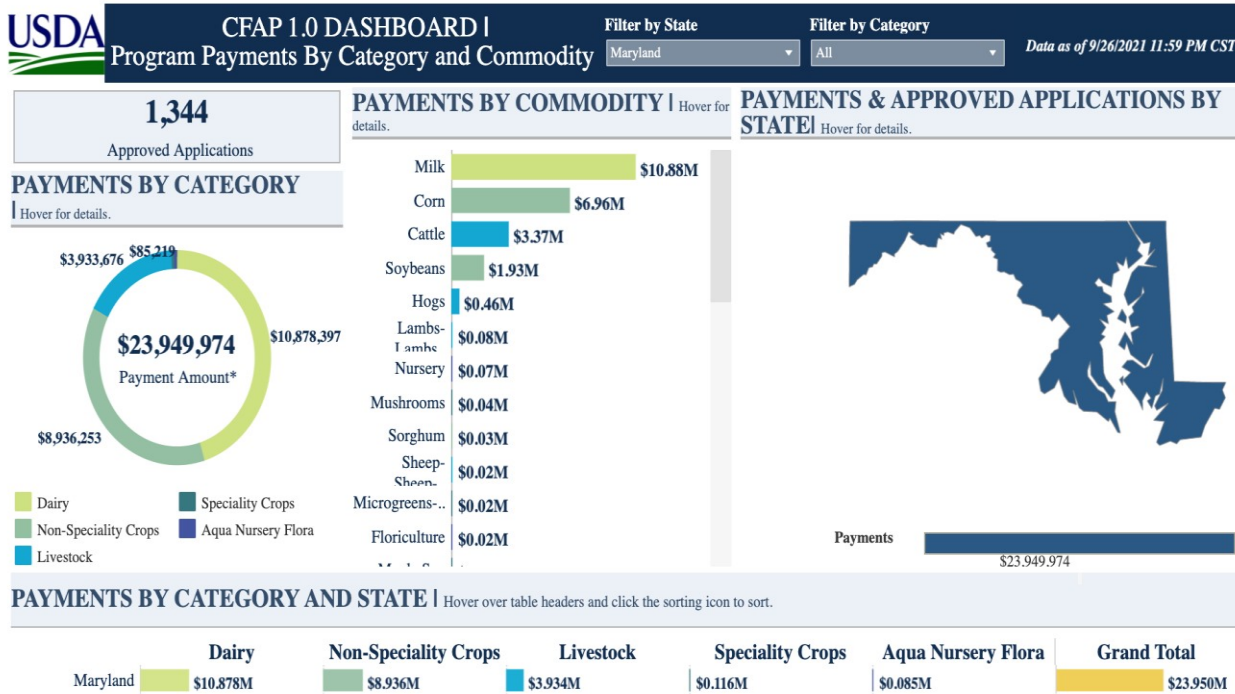 USDA
CFAP 1.0 DASHBOARD |
Program Payments By Category and Commodity
Filter by State
Maryland
Filter by Category
All
Data as of 9/26/2021 11:59 PM CST
1,344
Approved Applications
PAYMENTS BY CATEGORY
| Hover for details.
$3,933,676
$85,219
$10,878,397
$23,949,974
Payment Amount*
$8,936,253
Dairy
Speciality Crops
Non-Speciality Crops
Aqua Nursery Flora
Livestock
PAYMENTS BY COMMODITY | Hover for
details.
Milk $10.88M
Corn $6.96M
Cattle $3.37M
Soybeans $1.93M
Hogs $0.46M
Lambs-
Lambs
$0.08M
Nursery $0.07M
Mushrooms $0.04M
Sorghum $0.03M
Sheep-
Sheep-
$0.02M
Microgreens-.. $0.02M
Floriculture $0.02M
PAYMENTS & APPROVED APPLICATIONS BY
STATE| Hover for details.
Payments
$23,949,974
PAYMENTS BY CATEGORY AND STATE | Hover over table headers and click the sorting icon to sort.
Dairy Non-Speciality Crops Livestock Speciality Crops Aqua Nursery Flora Grand Total
Maryland $10.878M $8.936M $3.934M $0.116M $0.085M $23.950M